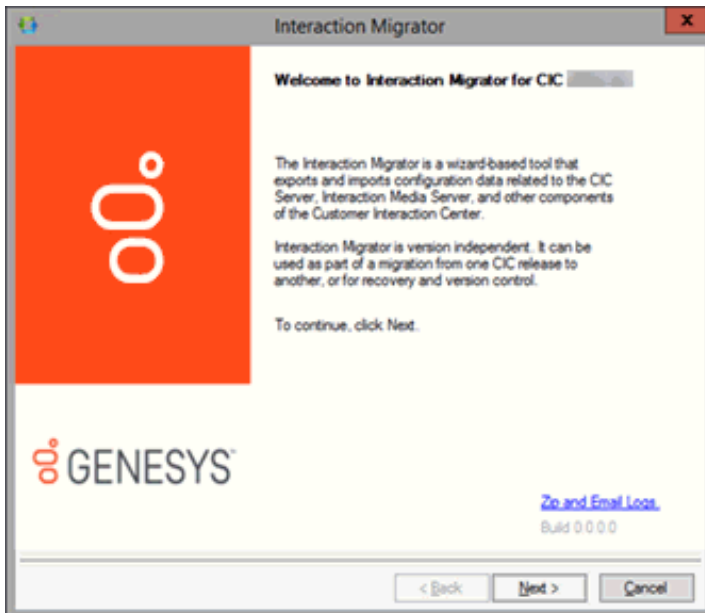 Interaction Migrator
x
Welcome to Interaction Migrator for CIC
The Interaction Migrator is a wizard-based tool that
exports and imports configuration data related to the CIC
Server, Interaction Media Server, and other components
of the Customer Interaction Center.
Interaction Migrator is version independent. It can be
used as part of a migration from one CIC release to
another, or for recovery and version control.
To continue, click Next.
GENESYS™
Zip and Email Logs.
Build 0.0.0.0
< Back
Next >
Cancel